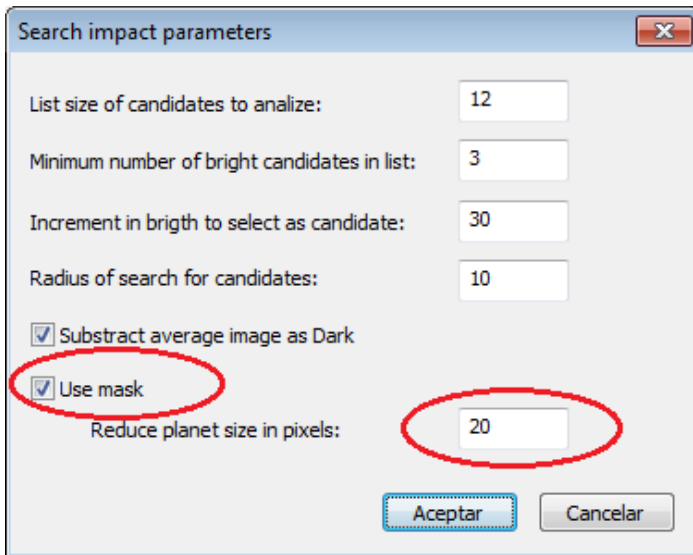 Search impact parameters
List size of candidates to analize: 12
Minimum number of bright candidates in list: 3
Increment in brigth to select as candidate: 30
Radius of search for candidates: 10
Substract average image as Dark
Use mask
Reduce planet size in pixels: 20
Aceptar Cancelar